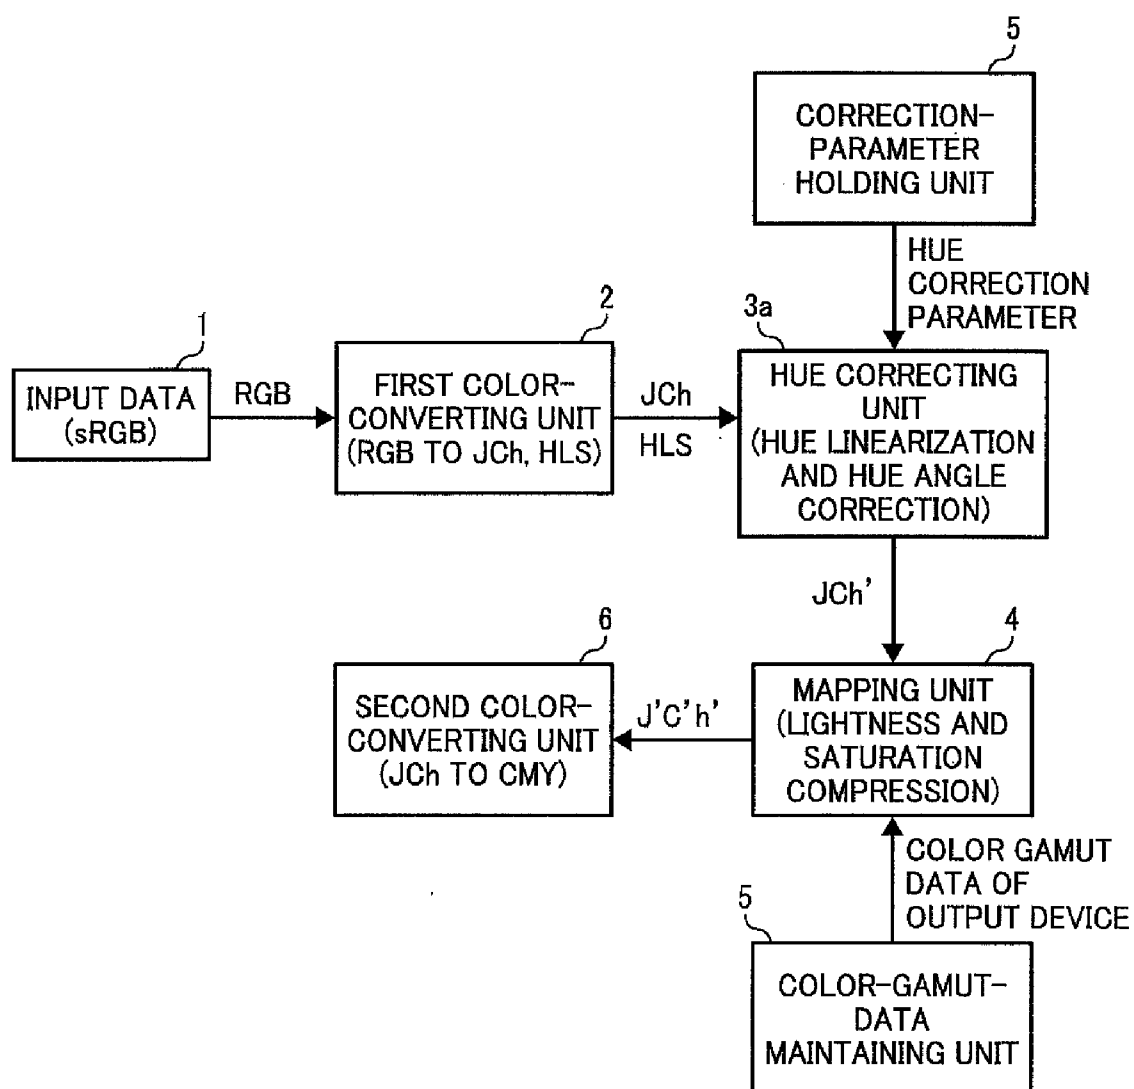 5
CORRECTION-
PARAMETER
HOLDING UNIT
HUE
CORRECTION
PARAMETER
1
INPUT DATA
(sRGB)
RGB
2
FIRST COLOR-
CONVERTING UNIT
(RGB TO JCh, HLS)
JCh
HLS
3a
HUE CORRECTING
UNIT
(HUE LINEARIZATION
AND HUE ANGLE
CORRECTION)
JCh'
4
MAPPING UNIT
(LIGHTNESS AND
SATURATION
COMPRESSION)
J'C'h'
6
SECOND COLOR-
CONVERTING UNIT
(JCh TO CMY)
COLOR GAMUT
DATA OF
OUTPUT DEVICE
5
COLOR-GAMUT-
DATA
MAINTAINING UNIT